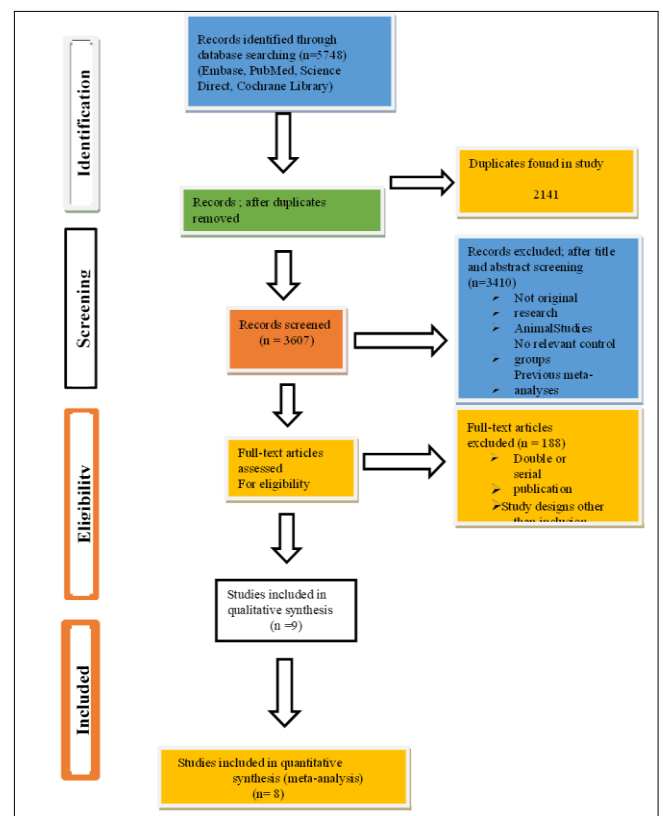 Identification
Records identified through
database searching (n=5748)
(Embase, PubMed, Science
Direct, Cochrane Library)
Duplicates found in study
2141
Records ; after duplicates
removed
Screening
Records excluded; after title
and abstract screening
(n=3410)
➢ Not original
➢ research
➢ AnimalStudies
No relevant control
➢ groups
Previous meta-
➢ analyses
Records screened
(n = 3607)
Eligibility
Full-text articles
assessed
For eligibility
Full-text articles
excluded (n = 188)
➢ Double or
serial
➢ publication
➢Study designs other
than inclusion
Studies included in
qualitative synthesis
(n =9)
Included
Studies included in quantitative
synthesis (meta-analysis)
(n= 8)